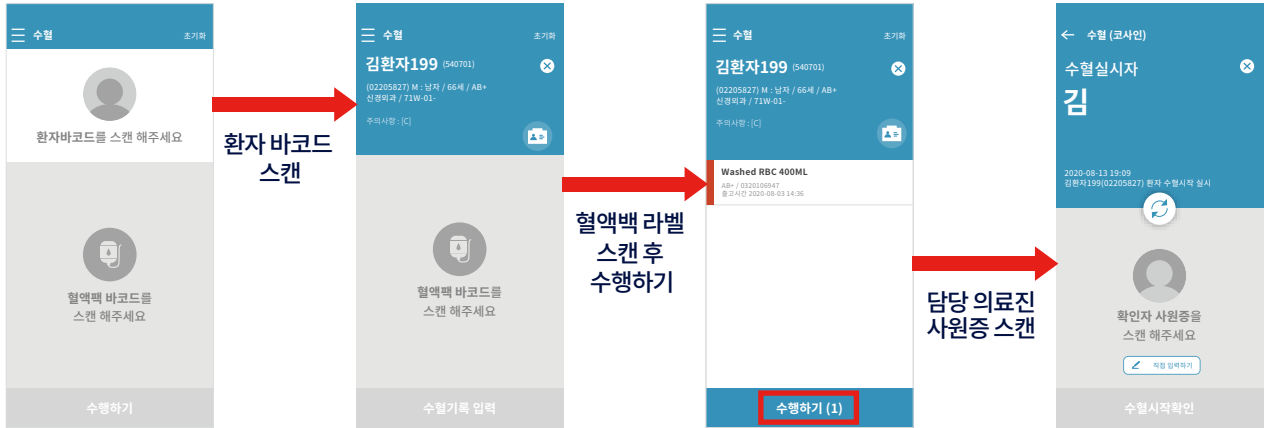 수혈
초기화
환자바코드를 스캔 해주세요
혈액팩 바코드를
스캔 해주세요
수행하기
환자 바코드
스캔
수혈
초기화
김환자199 (540701)
(02205827) M : 남자 / 66세 / AB+
신경외과 / 71W-01-
주의사항 : [C]
혈액팩 바코드를
스캔 해주세요
수혈기록 입력
혈액백 라벨
스캔 후
수행하기
수혈
초기화
김환자199 (540701)
(02205827) M : 남자 / 66세 / AB+
신경외과 / 71W-01-
주의사항 : [C]
Washed RBC 400ML
AB+ / 0320106947
출고시간 2020-08-03 14:36
수행하기 (1)
담당 의료진
사원증 스캔
수혈 (코사인)
수혈실시자
김
2020-08-13 19:09
김환자199(02205827) 환자 수혈시작 실시
확인자 사원증을
스캔 해주세요
직접 입력하기
수혈시작확인